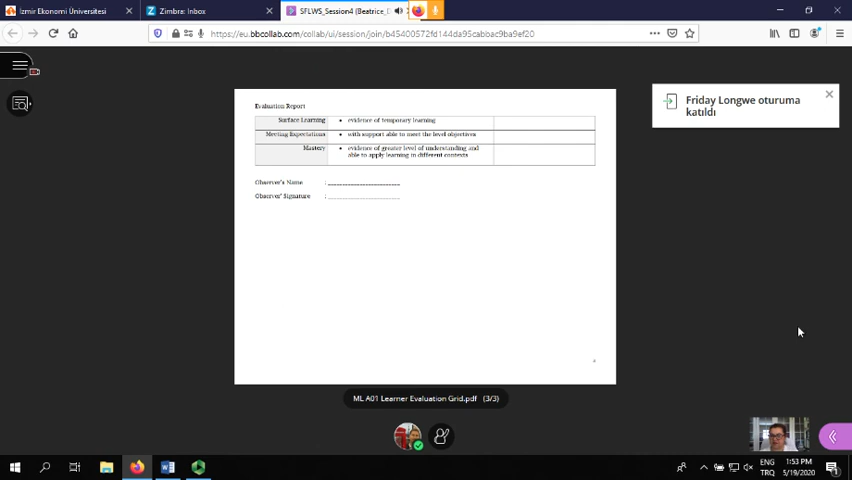 İzmir Ekonomi Üniversitesi
Zimbra: Inbox
SFLWS_Session4 (Beatrice_D
https://eu.bbcollab.com/collab/ui/session/join/b45400572fd144da95cabbac9ba9ef20
Friday Longwe oturuma
katıldı
Evaluation Report
Surface Learning • evidence of temporary learning
Meeting Expectations • with support able to meet the level objectives
Mastery • evidence of greater level of understanding and
able to apply learning in different contexts
Observer's Name : ________________________
Observer' Signature : ________________________
ML A01 Learner Evaluation Grid.pdf (3/3)
ENG
TRQ
1:53 PM
5/19/2020